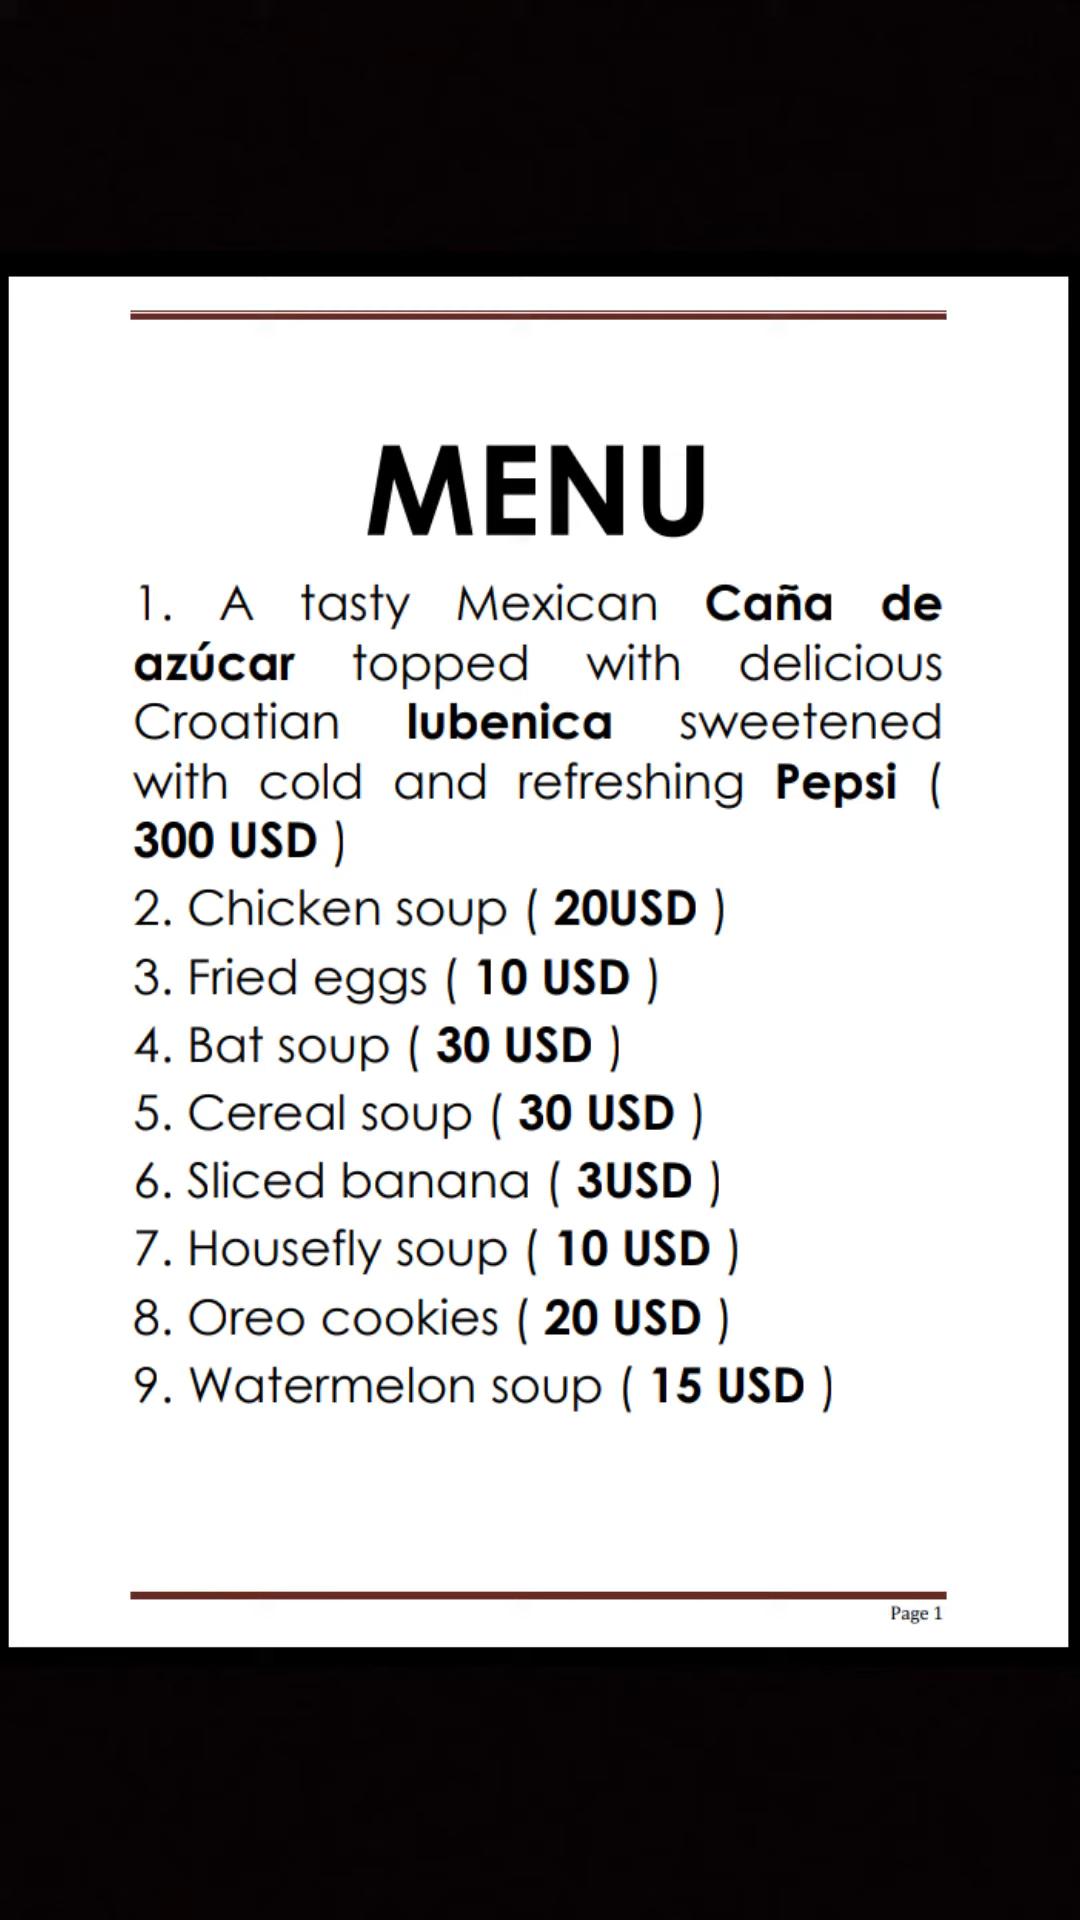 MENU
1. A tasty Mexican Caña de
azúcar topped with delicious
Croatian lubenica sweetened
with cold and refreshing Pepsi (
300 USD )
2. Chicken soup ( 20USD )
3. Fried eggs ( 10 USD )
4. Bat soup ( 30 USD )
5. Cereal soup ( 30 USD )
6. Sliced banana ( 3USD )
7. Housefly soup ( 10 USD )
8. Oreo cookies ( 20 USD )
9. Watermelon soup ( 15 USD )
Page 1